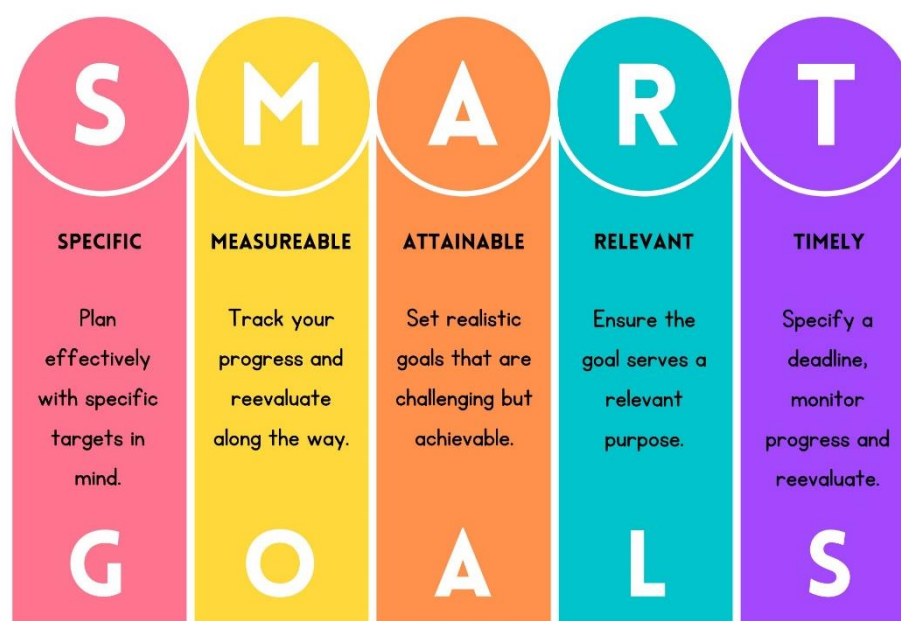 S M A R T
SPECIFIC
Plan
effectively
with specific
targets in
mind.
MEASUREABLE
Track your
progress and
reevaluate
along the way.
ATTAINABLE
Set realistic
goals that are
challenging but
achievable.
RELEVANT
Ensure the
goal serves a
relevant
purpose.
TIMELY
Specify a
deadline,
monitor
progress and
reevaluate.
G O A L S